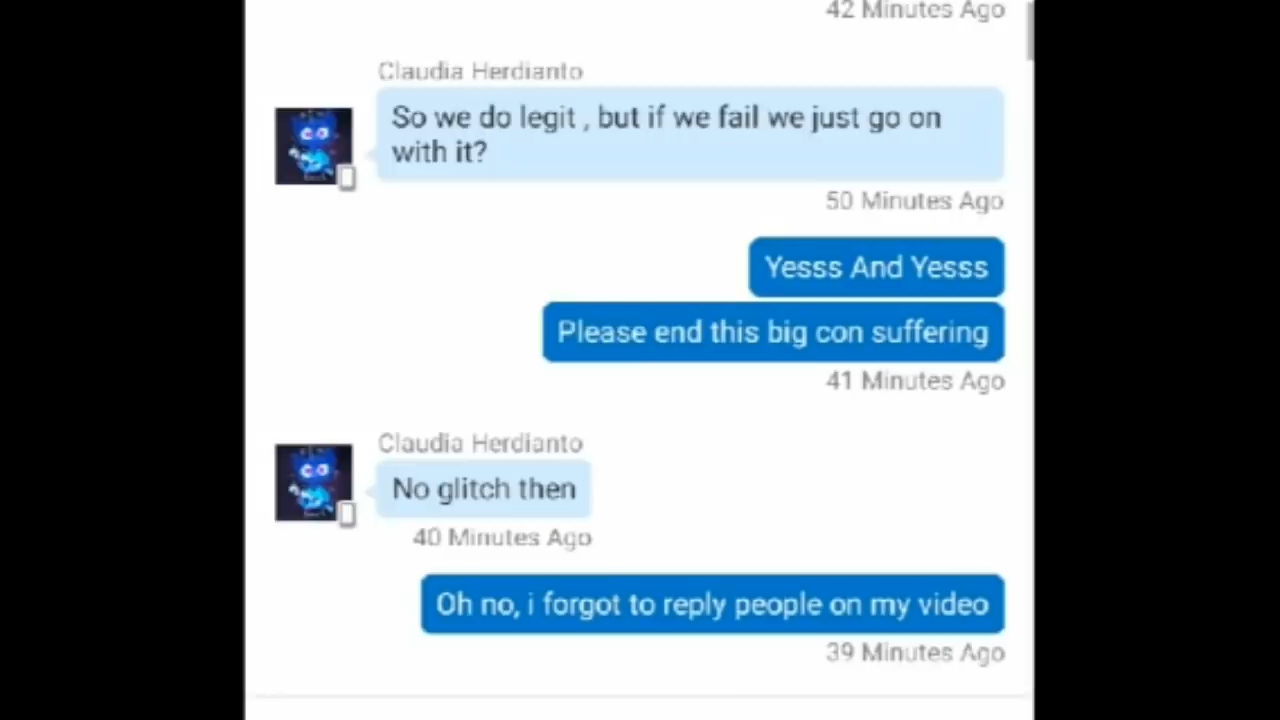 42 Minutes Ago
Claudia Herdianto
So we do legit , but if we fail we just go on
with it?
50 Minutes Ago
Yesss And Yesss
Please end this big con suffering
41 Minutes Ago
Claudia Herdianto
No glitch then
40 Minutes Ago
Oh no, i forgot to reply people on my video
39 Minutes Ago